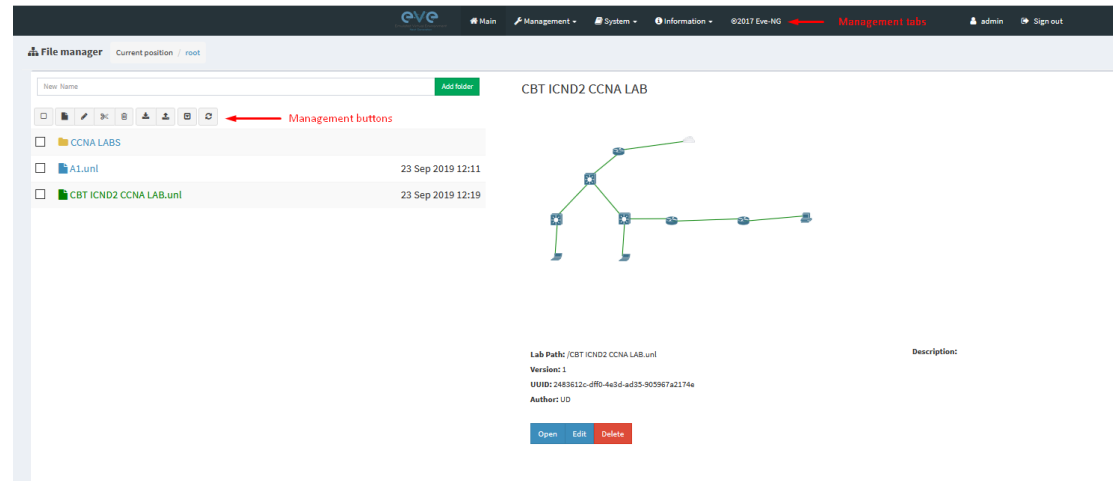 eve Main Management System Information ©2017 Eve-NG Management tabs admin Sign out
File manager Current position / root
New Name Add folder
CBT ICND2 CCNA LAB
Management buttons
CCNA LABS
A1.unl 23 Sep 2019 12:11
CBT ICND2 CCNA LAB.unl 23 Sep 2019 12:19
Lab Path: /CBT ICND2 CCNA LAB.unl
Description:
Version: 1
UUID: 2483612c-dff0-4e3d-ad35-905967a2174e
Author: UD
Open Edit Delete